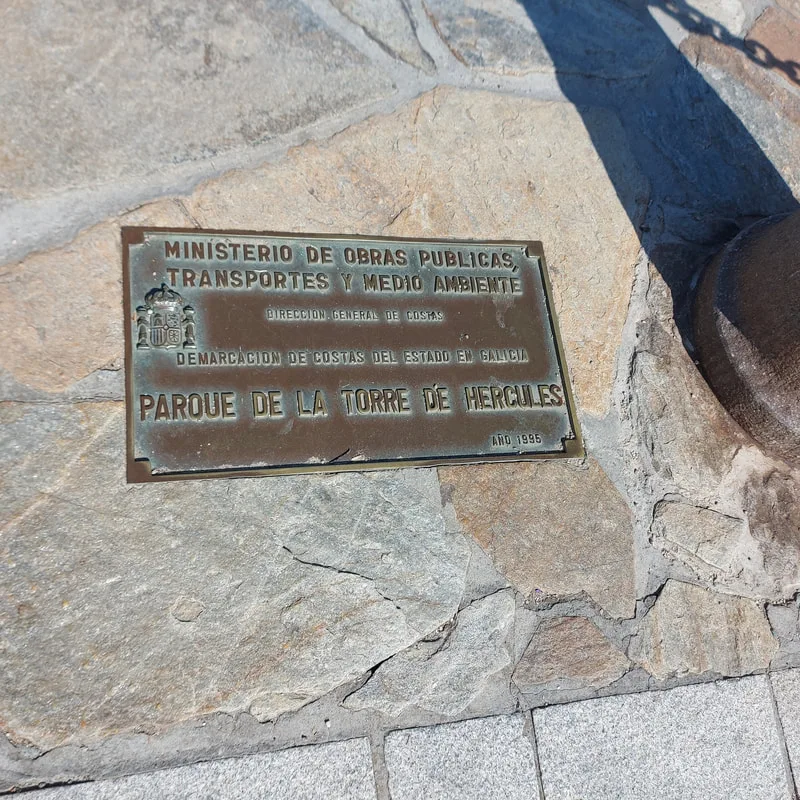 MINISTERIO DE OBRAS PUBLICAS,
TRANSPORTES Y MEDIO AMBIENTE
DIRECCION GENERAL DE COSTAS
DEMARCACION DE COSTAS DEL ESTADO EN GALICIA
PARQUE DE LA TORRE DE HERCULES
AÑO 1995